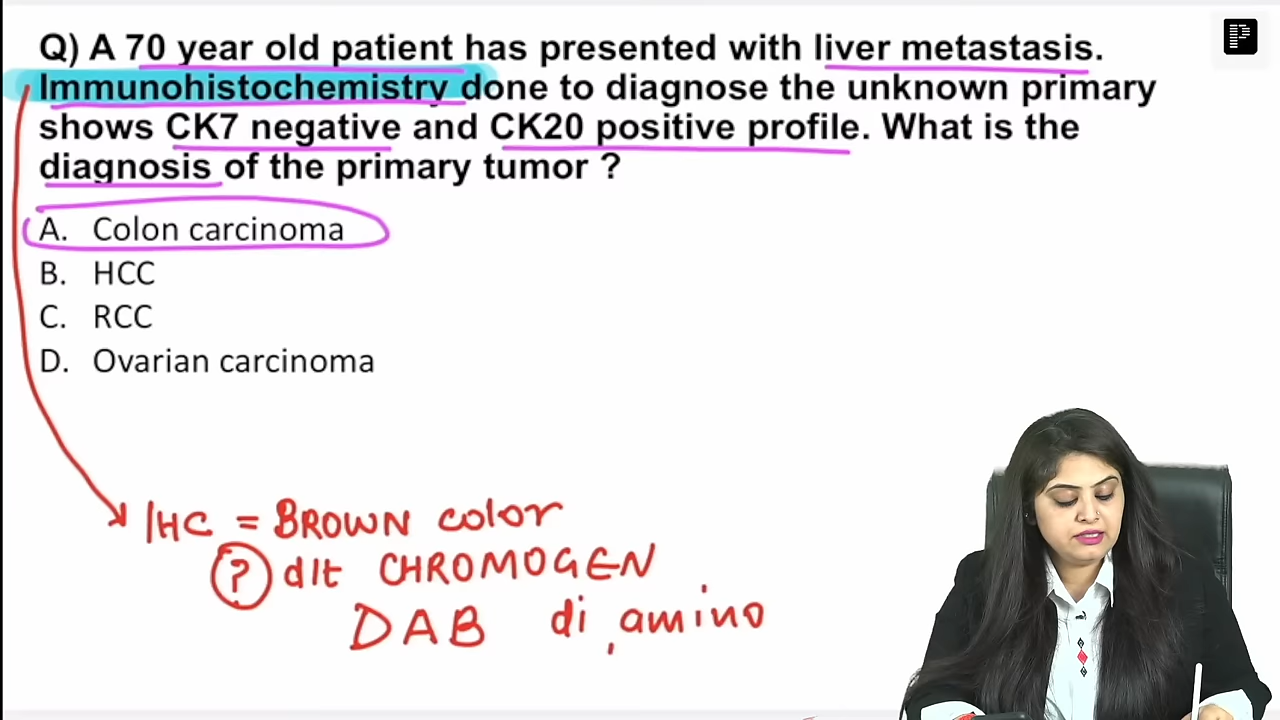 Q) A 70 year old patient has presented with liver metastasis.
Immunohistochemistry done to diagnose the unknown primary
shows CK7 negative and CK20 positive profile. What is the
diagnosis of the primary tumor ?
A. Colon carcinoma
B. HCC
C. RCC
D. Ovarian carcinoma
IHC = BROWN color
? d/t CHROMOGEN
DAB di, amino